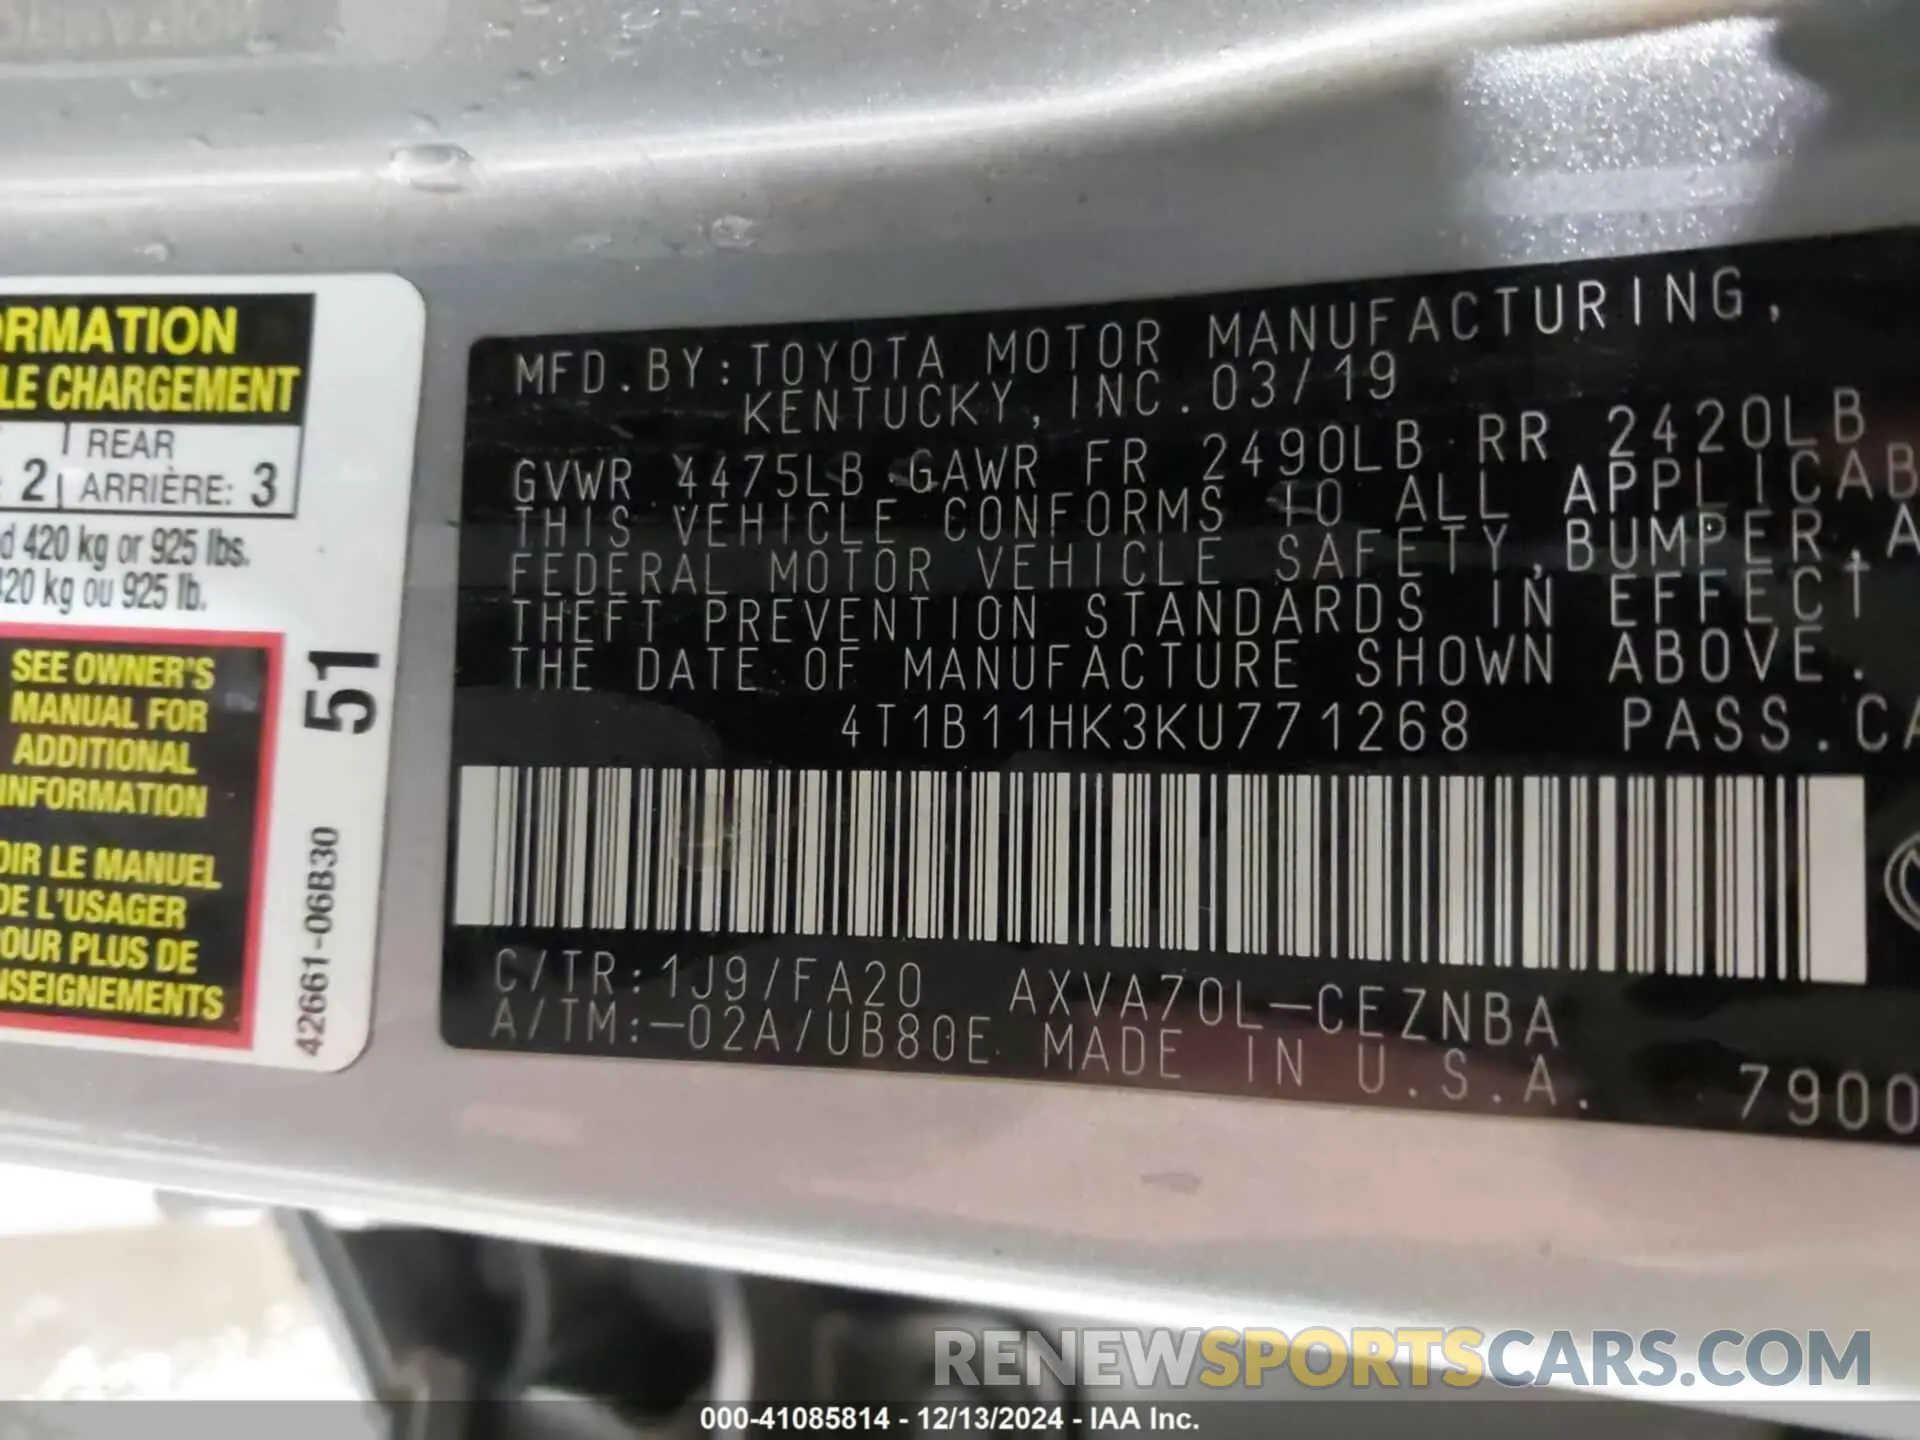 ORMATION
LE CHARGEMENT
REAR
2 ARRIÈRE: 3
d 420 kg or 925 lbs.
420 kg ou 925 lb.
SEE OWNER'S
MANUAL FOR
ADDITIONAL
INFORMATION
OIR LE MANUEL
DE L'USAGER
OUR PLUS DE
NSEIGNEMENTS
51
42661-06B30
MFD.BY:TOYOTA MOTOR MANUFACTURING,
KENTUCKY, INC. 03/19
GVWR 4475LB GAWR FR 2490LB RR 2420LB
THIS VEHICLE CONFORMS TO ALL APPLICAB
FEDERAL MOTOR VEHICLE SAFETY,BUMPER,A
THEFT PREVENTION STANDARDS IN EFFECT
THE DATE OF MANUFACTURE SHOWN ABOVE.
4T1B11HK3KU771268 PASS.CA
C/TR:1J9/FA20 AXVA70L-CEZNBA
A/TM:-02A/UB80E MADE IN U.S.A.
7900
RENEWSPORTSCARS.COM
000-41085814 - 12/13/2024 - IAA Inc.